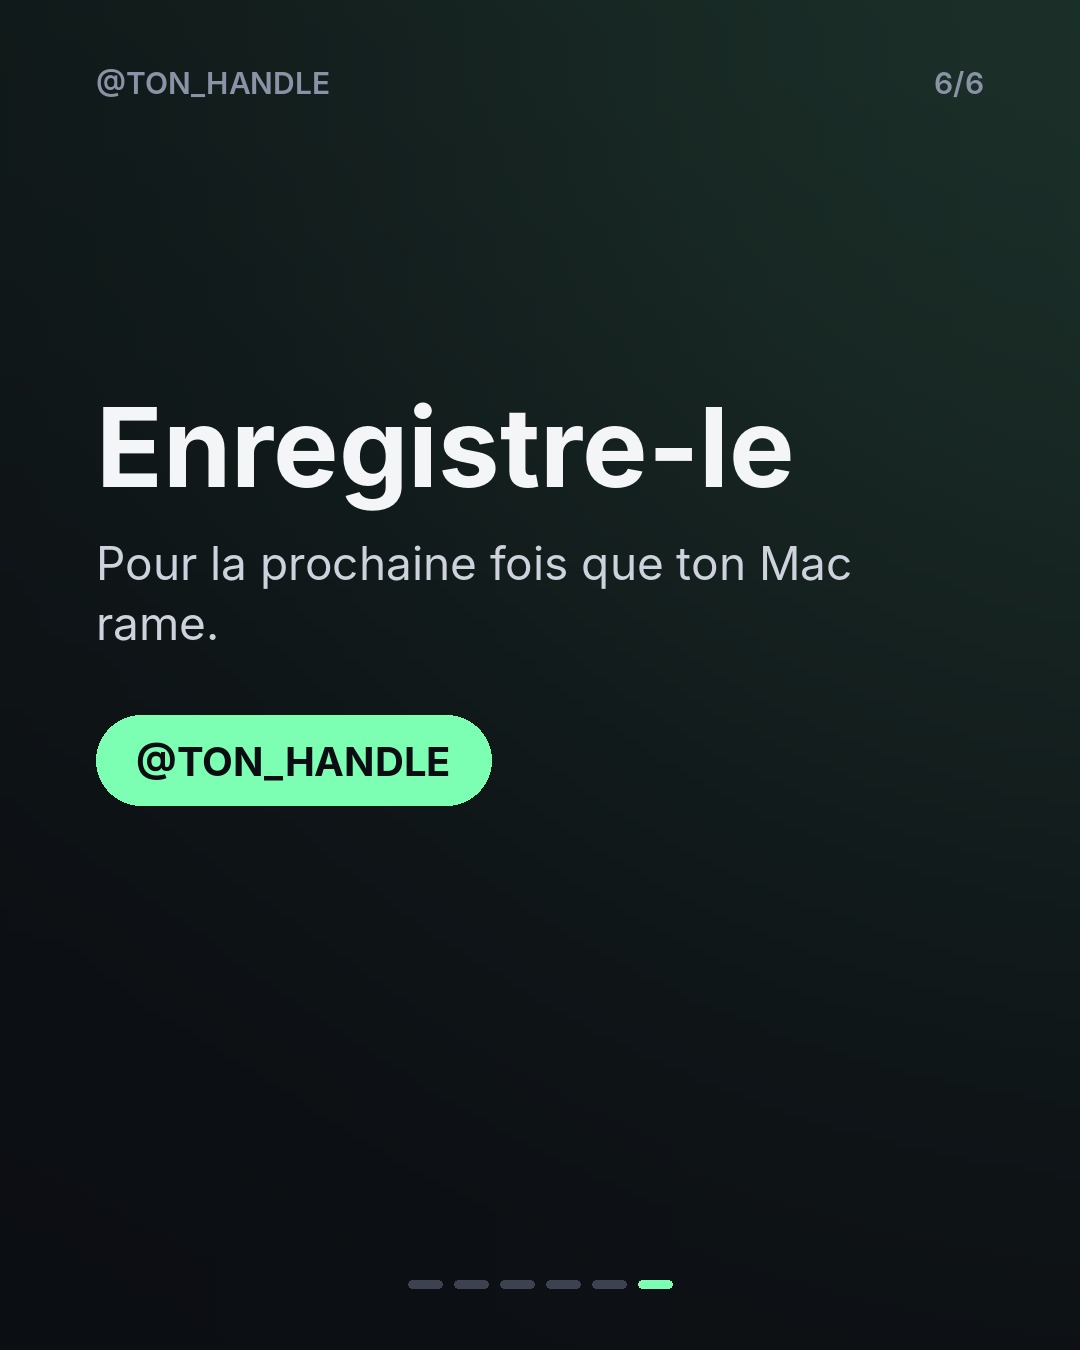 @TON_HANDLE
6/6
Enregistre-le
Pour la prochaine fois que ton Mac
rame.
@TON_HANDLE